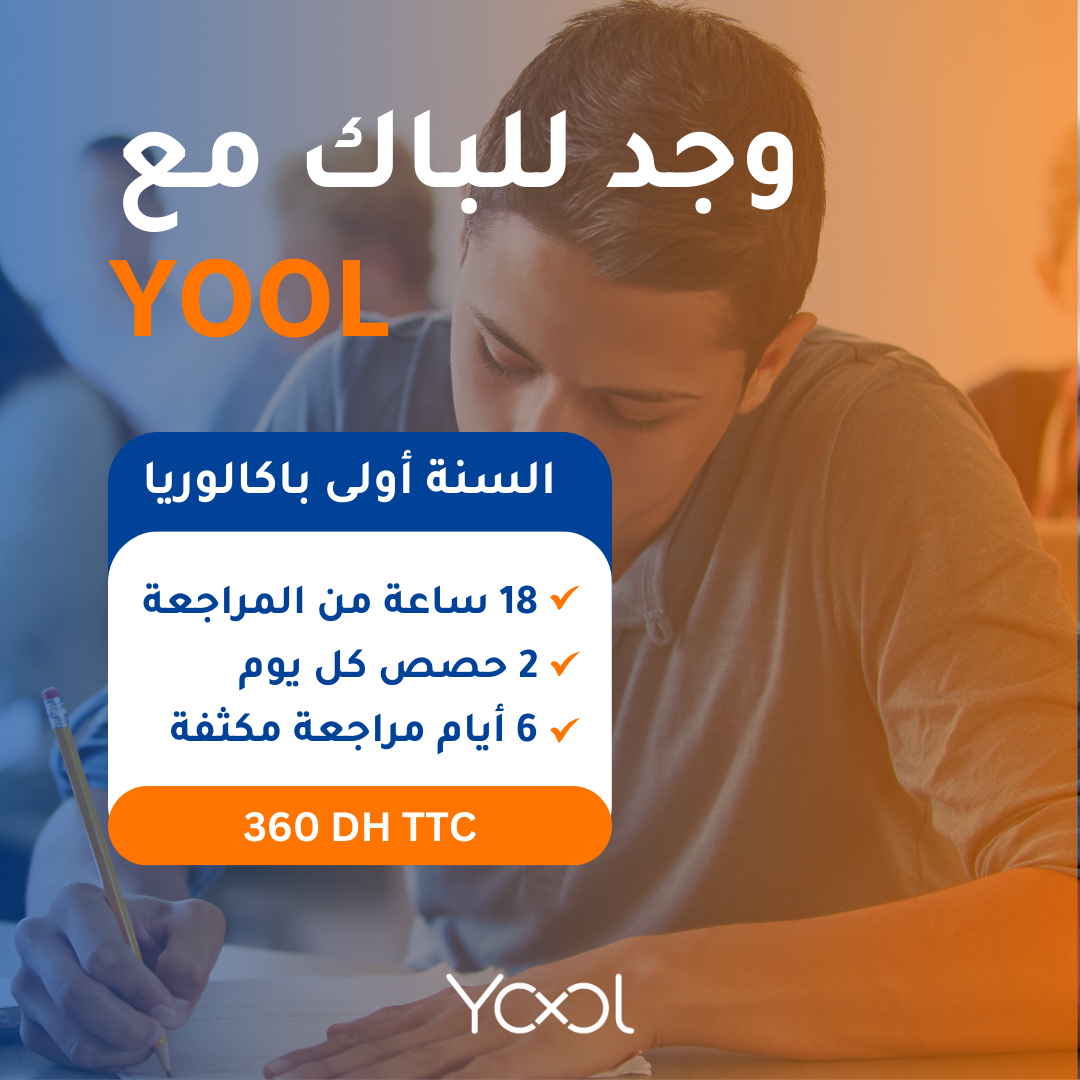 وجد للباك مع
YOOL
السنة أولى باكالوريا
18 ساعة من المراجعة
2 حصص كل يوم
6 أيام مراجعة مكثفة
360 DH TTC
Yool